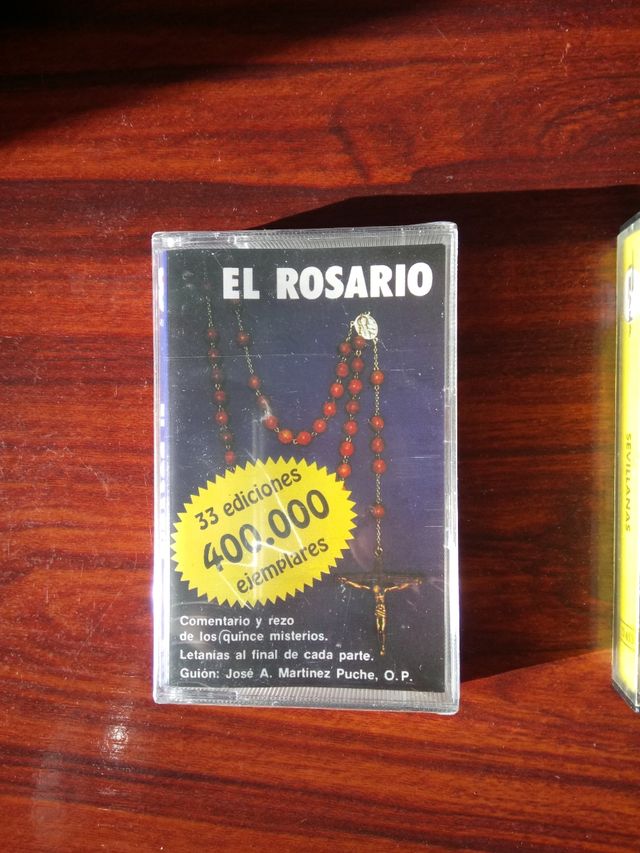 EL ROSARIO
33 ediciones
400.000
ejemplares
Comentario y rezo
de los quince misterios.
Letanías al final de cada parte.
Guión: José A. Martínez Puche, O.P.
SEVILLANAS